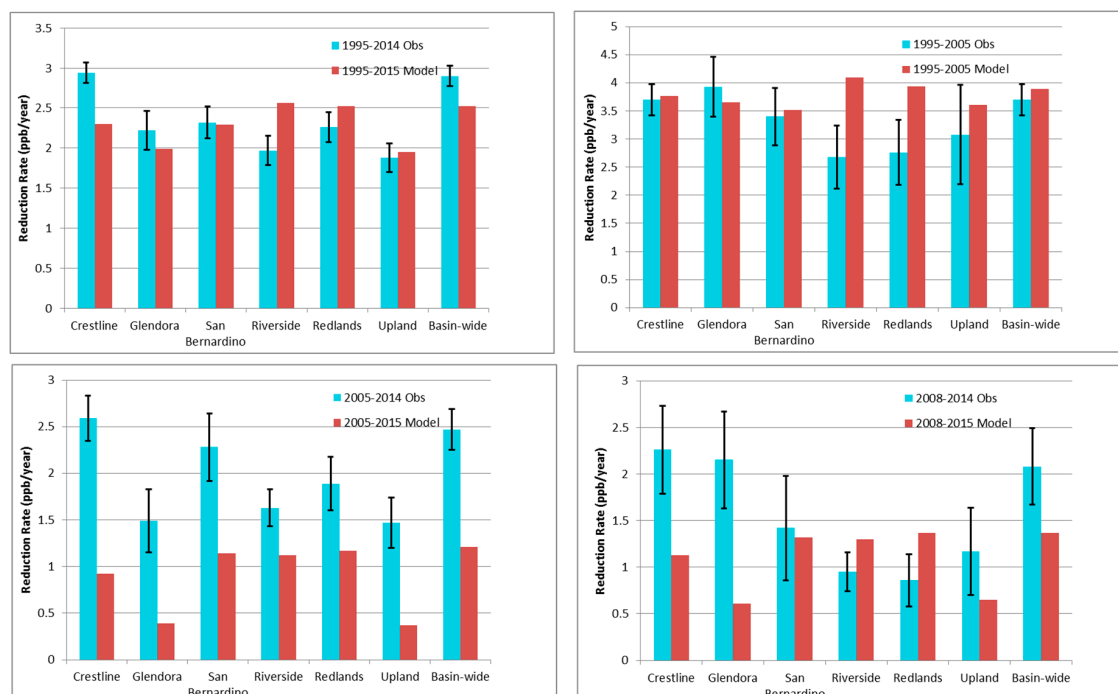 3.5
3
2.5
2
1.5
1
0.5
0
Reduction Rate (ppb/year)
1995-2014 Obs
1995-2015 Model
Crestline Glendora San Riverside Redlands Upland Basin-wide
Bernardino
5
4.5
4
3.5
3
2.5
2
1.5
1
0.5
0
Reduction Rate (ppb/year)
1995-2005 Obs
1995-2005 Model
Crestline Glendora San Riverside Redlands Upland Basin-wide
Bernardino
3
2.5
2
1.5
1
0.5
0
Reduction Rate (ppb/year)
2005-2014 Obs
2005-2015 Model
Crestline Glendora San Riverside Redlands Upland Basin-wide
Bernardino
3
2.5
2
1.5
1
0.5
0
Reduction Rate (ppb/year)
2008-2014 Obs
2008-2015 Model
Crestline Glendora San Riverside Redlands Upland Basin-wide
Bernardino